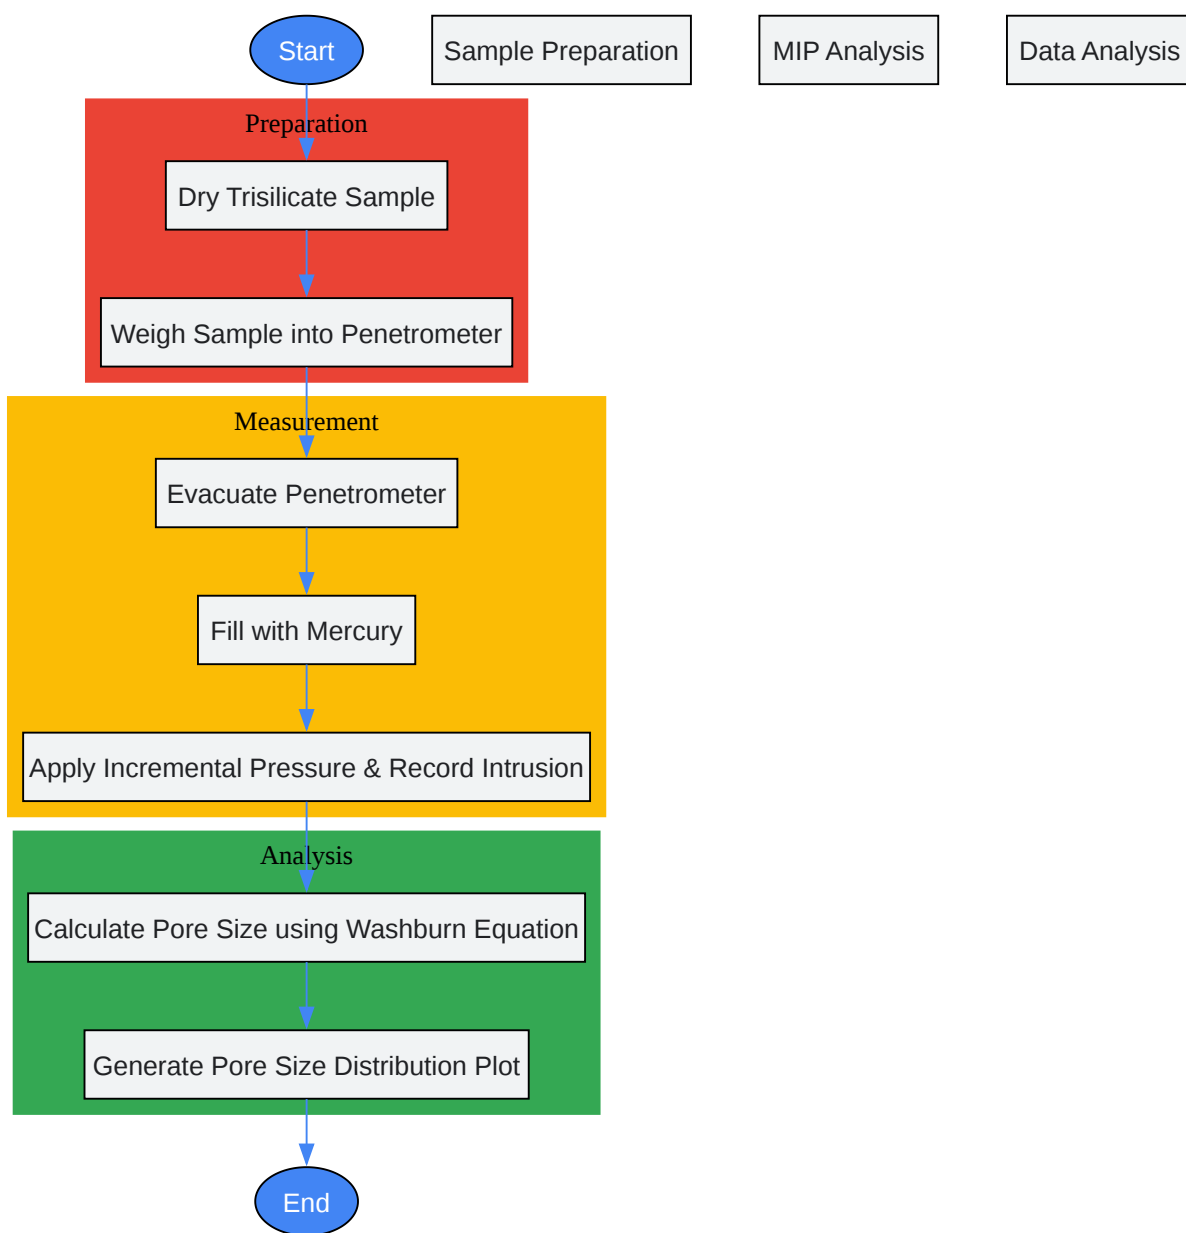 Start
Sample Preparation
MIP Analysis
Data Analysis
Preparation
Dry Trisilicate Sample
Weigh Sample into Penetrometer
Measurement
Evacuate Penetrometer
Fill with Mercury
Apply Incremental Pressure & Record Intrusion
Analysis
Calculate Pore Size using Washburn Equation
Generate Pore Size Distribution Plot
End